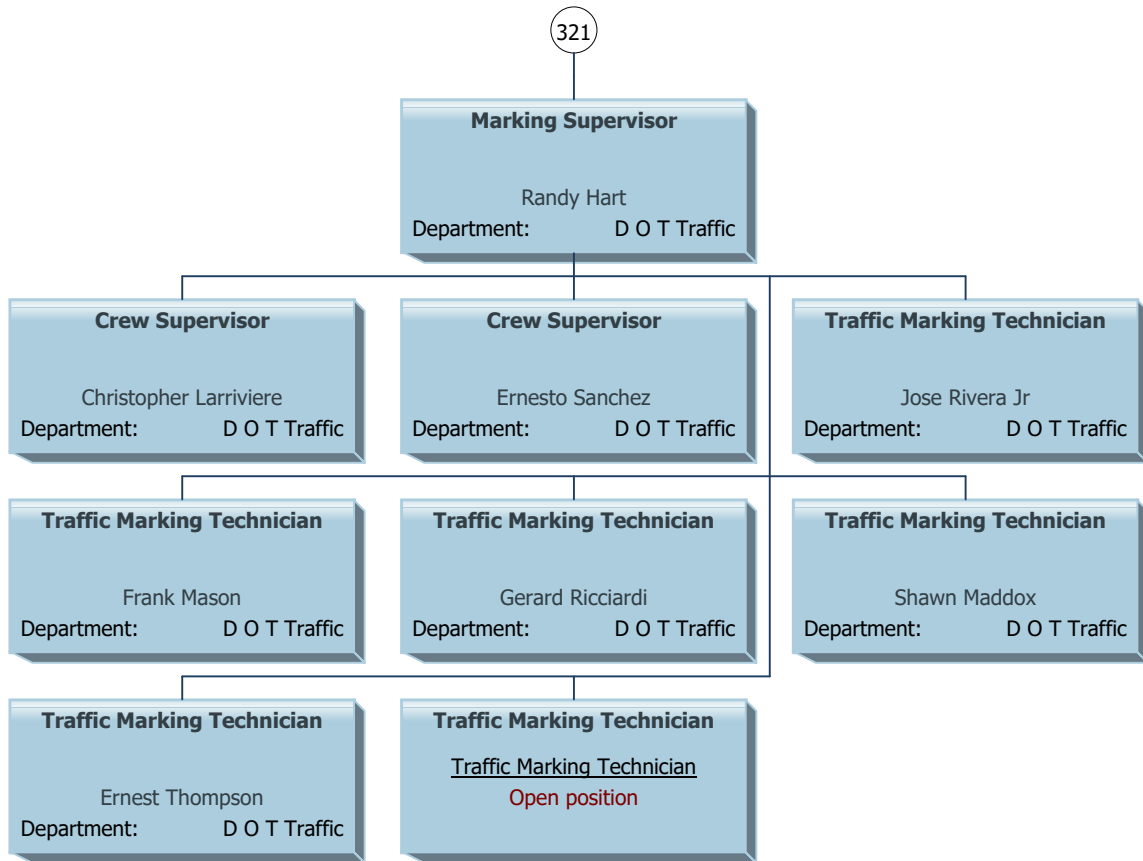 321
Marking Supervisor
Randy Hart
Department: D O T Traffic
Crew Supervisor
Christopher Larriviere
Department: D O T Traffic
Crew Supervisor
Ernesto Sanchez
Department: D O T Traffic
Traffic Marking Technician
Jose Rivera Jr
Department: D O T Traffic
Traffic Marking Technician
Frank Mason
Department: D O T Traffic
Traffic Marking Technician
Gerard Ricciardi
Department: D O T Traffic
Traffic Marking Technician
Shawn Maddox
Department: D O T Traffic
Traffic Marking Technician
Ernest Thompson
Department: D O T Traffic
Traffic Marking Technician
Traffic Marking Technician
Open position